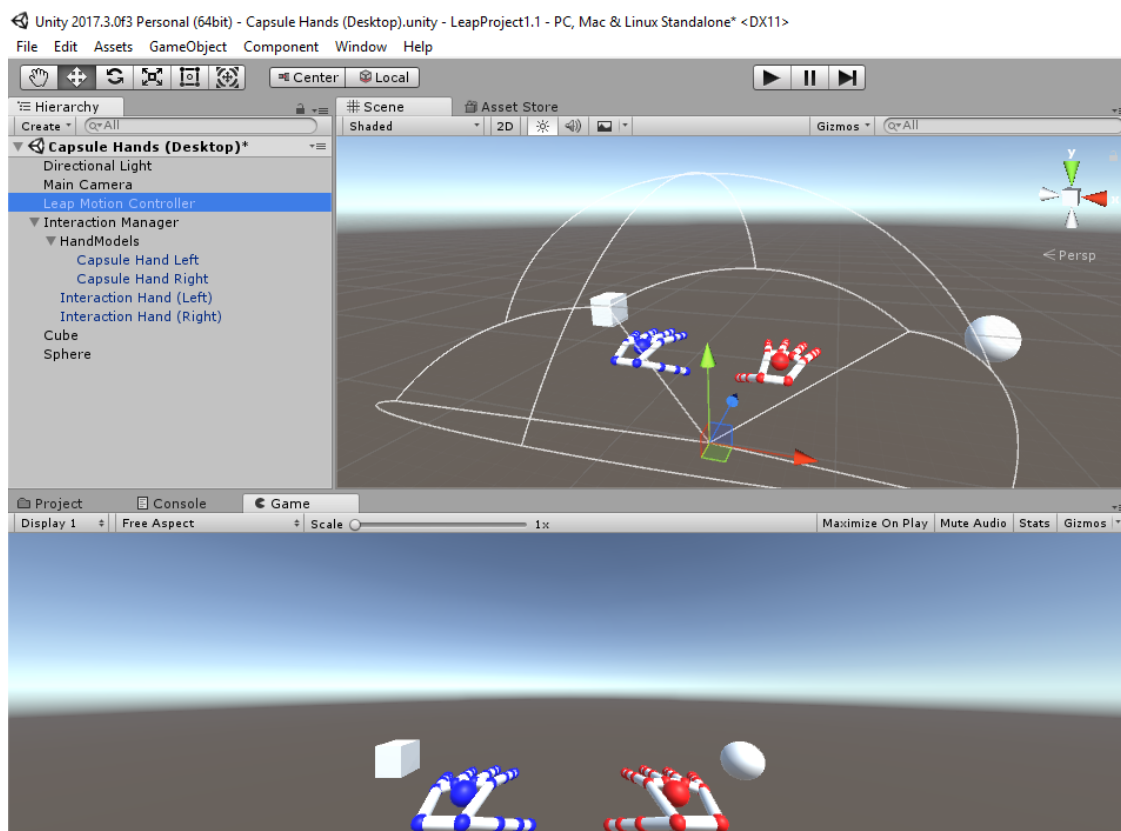 Unity 2017.3.0f3 Personal (64bit) - Capsule Hands (Desktop).unity - LeapProject1.1 - PC, Mac & Linux Standalone* <DX11>
File Edit Assets GameObject Component Window Help
Center Local
Hierarchy
Create All
Capsule Hands (Desktop)*
Directional Light
Main Camera
Leap Motion Controller
Interaction Manager
HandModels
Capsule Hand Left
Capsule Hand Right
Interaction Hand (Left)
Interaction Hand (Right)
Cube
Sphere
Scene Asset Store
Shaded 2D Gizmos All
y
x
Persp
Project Console Game
Display 1 Free Aspect Scale 1x Maximize On Play Mute Audio Stats Gizmos